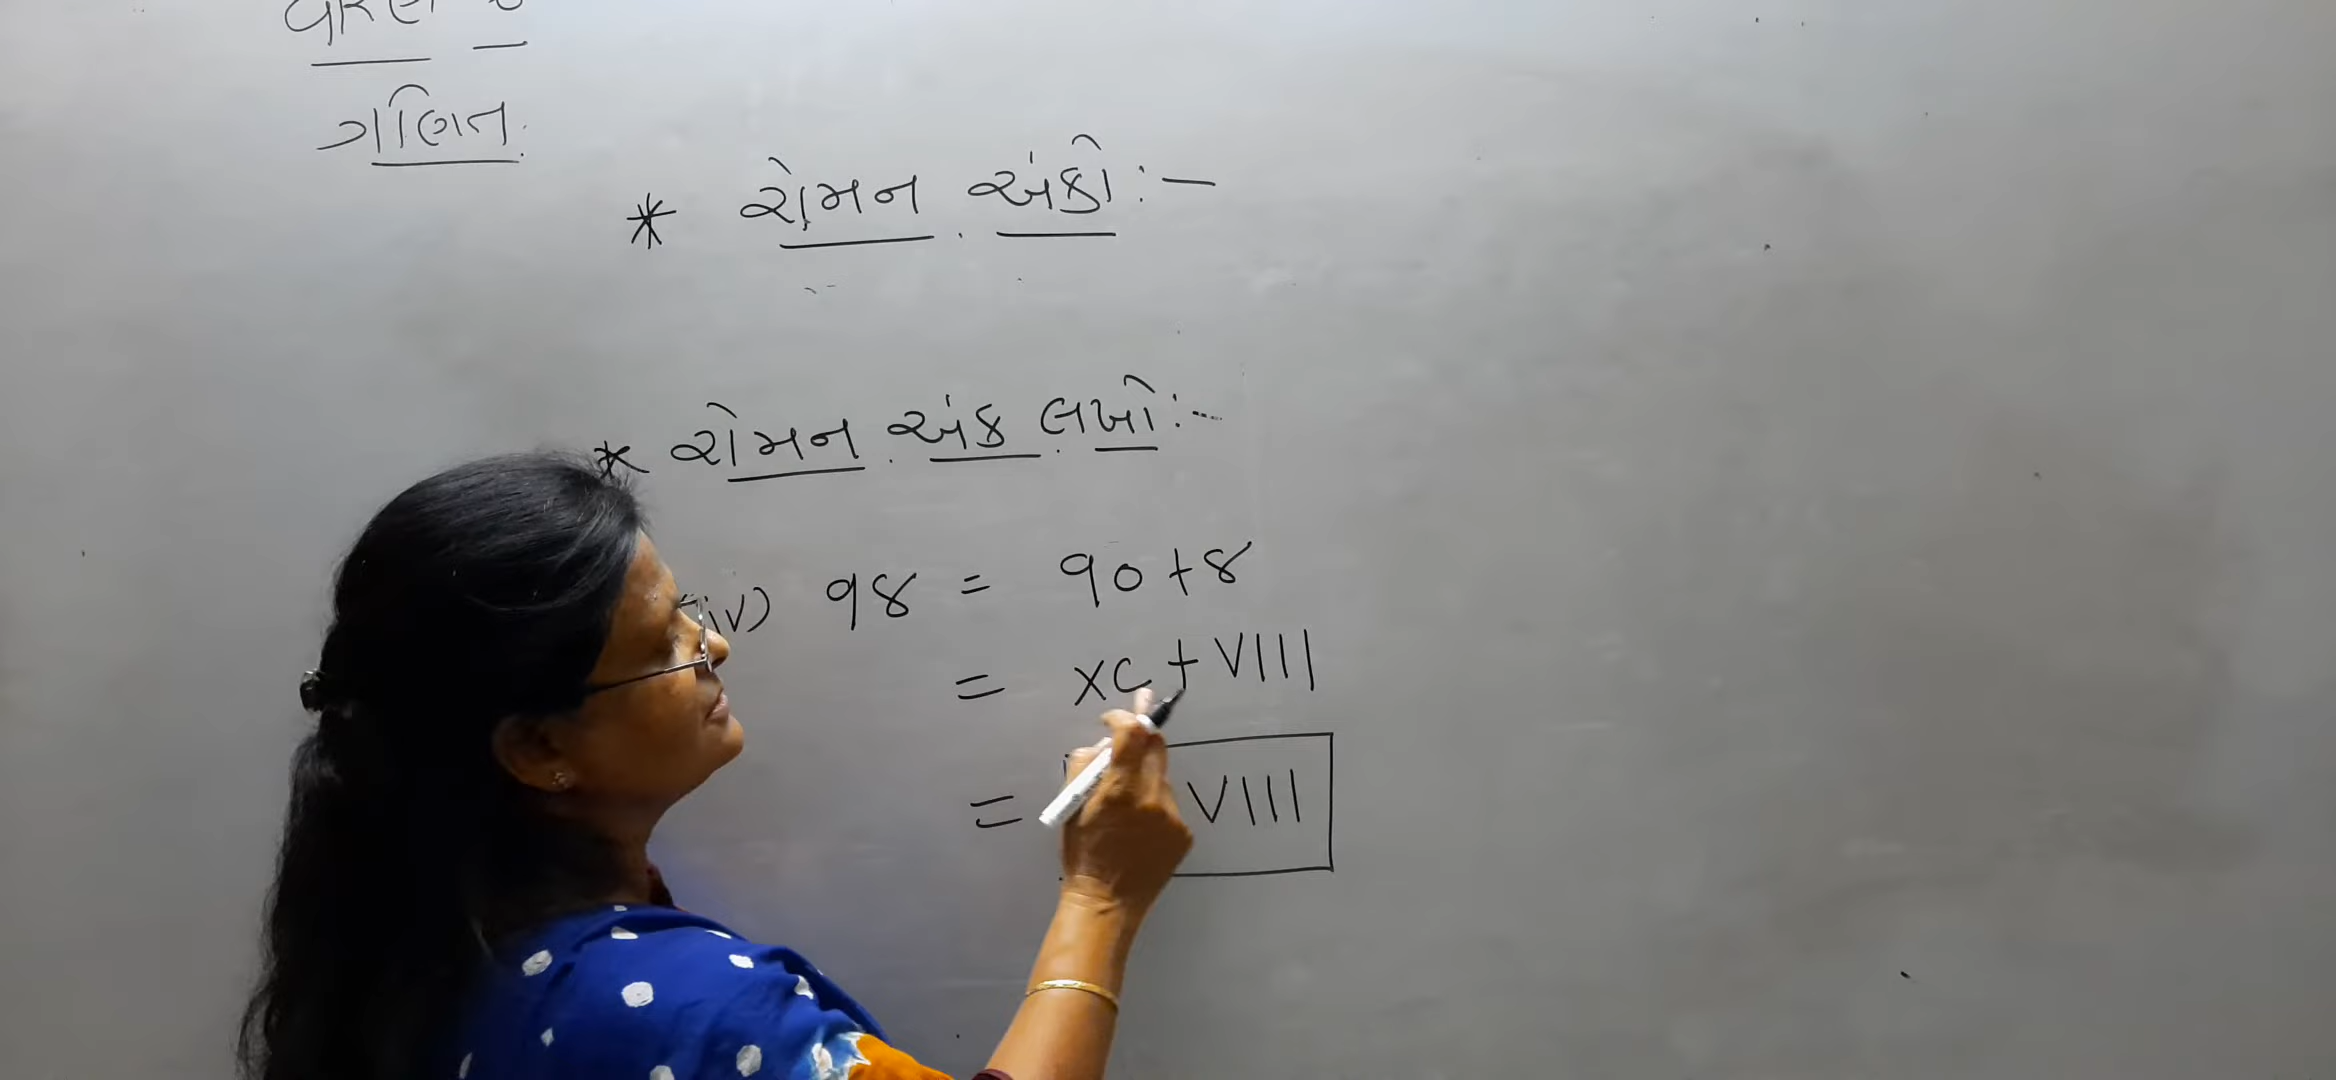 ગણિત.
* રોમન અંકો :-
* રોમન અંક લખો :-
iv) 98 = 90 + 8
= XC + VIII
= VIII